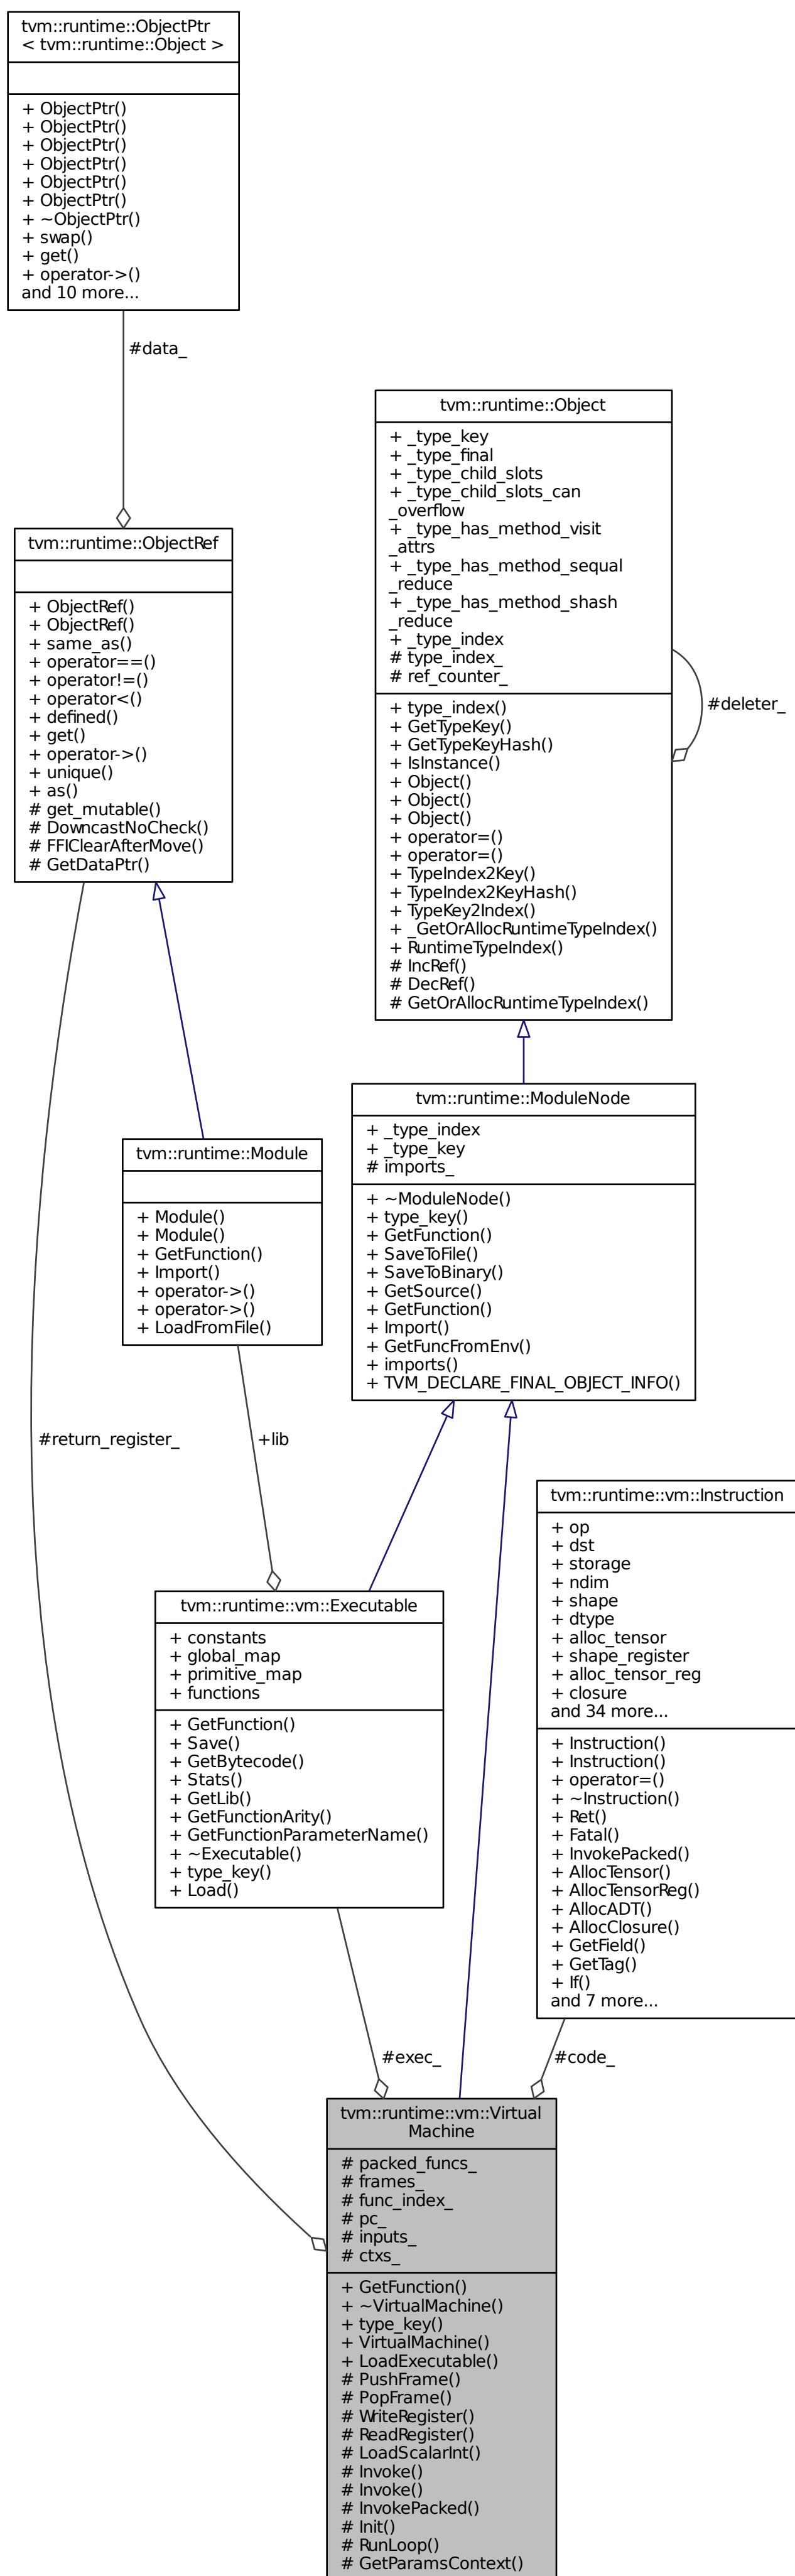 tvm::runtime::ObjectPtr
< tvm::runtime::Object >
+ ObjectPtr()
+ ObjectPtr()
+ ObjectPtr()
+ ObjectPtr()
+ ObjectPtr()
+ ObjectPtr()
+ ~ObjectPtr()
+ swap()
+ get()
+ operator->()
and 10 more...
#data_
tvm::runtime::ObjectRef
+ ObjectRef()
+ ObjectRef()
+ same_as()
+ operator==()
+ operator!=()
+ operator<()
+ defined()
+ get()
+ operator->()
+ unique()
+ as()
# get_mutable()
# DowncastNoCheck()
# FFIClearAfterMove()
# GetDataPtr()
tvm::runtime::Object
+ _type_key
+ _type_final
+ _type_child_slots
+ _type_child_slots_can
_overflow
+ _type_has_method_visit
_attrs
+ _type_has_method_sequal
_reduce
+ _type_has_method_shash
_reduce
+ _type_index
# type_index_
# ref_counter_
+ type_index()
+ GetTypeKey()
+ GetTypeKeyHash()
+ IsInstance()
+ Object()
+ Object()
+ Object()
+ operator=()
+ operator=()
+ TypeIndex2Key()
+ TypeIndex2KeyHash()
+ TypeKey2Index()
+ _GetOrAllocRuntimeTypeIndex()
+ RuntimeTypeIndex()
# IncRef()
# DecRef()
# GetOrAllocRuntimeTypeIndex()
#deleter_
tvm::runtime::ModuleNode
+ _type_index
+ _type_key
# imports_
+ ~ModuleNode()
+ type_key()
+ GetFunction()
+ SaveToFile()
+ SaveToBinary()
+ GetSource()
+ GetFunction()
+ Import()
+ GetFuncFromEnv()
+ imports()
+ TVM_DECLARE_FINAL_OBJECT_INFO()
tvm::runtime::Module
+ Module()
+ Module()
+ GetFunction()
+ Import()
+ operator->()
+ operator->()
+ LoadFromFile()
#return_register_
+lib
tvm::runtime::vm::Executable
+ constants
+ global_map
+ primitive_map
+ functions
+ GetFunction()
+ Save()
+ GetBytecode()
+ Stats()
+ GetLib()
+ GetFunctionArity()
+ GetFunctionParameterName()
+ ~Executable()
+ type_key()
+ Load()
tvm::runtime::vm::Instruction
+ op
+ dst
+ storage
+ ndim
+ shape
+ dtype
+ alloc_tensor
+ shape_register
+ alloc_tensor_reg
+ closure
and 34 more...
+ Instruction()
+ Instruction()
+ operator=()
+ ~Instruction()
+ Ret()
+ Fatal()
+ InvokePacked()
+ AllocTensor()
+ AllocTensorReg()
+ AllocADT()
+ AllocClosure()
+ GetField()
+ GetTag()
+ If()
and 7 more...
#exec_
#code_
tvm::runtime::vm::Virtual
Machine
# packed_funcs_
# frames_
# func_index_
# pc_
# inputs_
# ctxs_
+ GetFunction()
+ ~VirtualMachine()
+ type_key()
+ VirtualMachine()
+ LoadExecutable()
# PushFrame()
# PopFrame()
# WriteRegister()
# ReadRegister()
# LoadScalarInt()
# Invoke()
# Invoke()
# InvokePacked()
# Init()
# RunLoop()
# GetParamsContext()